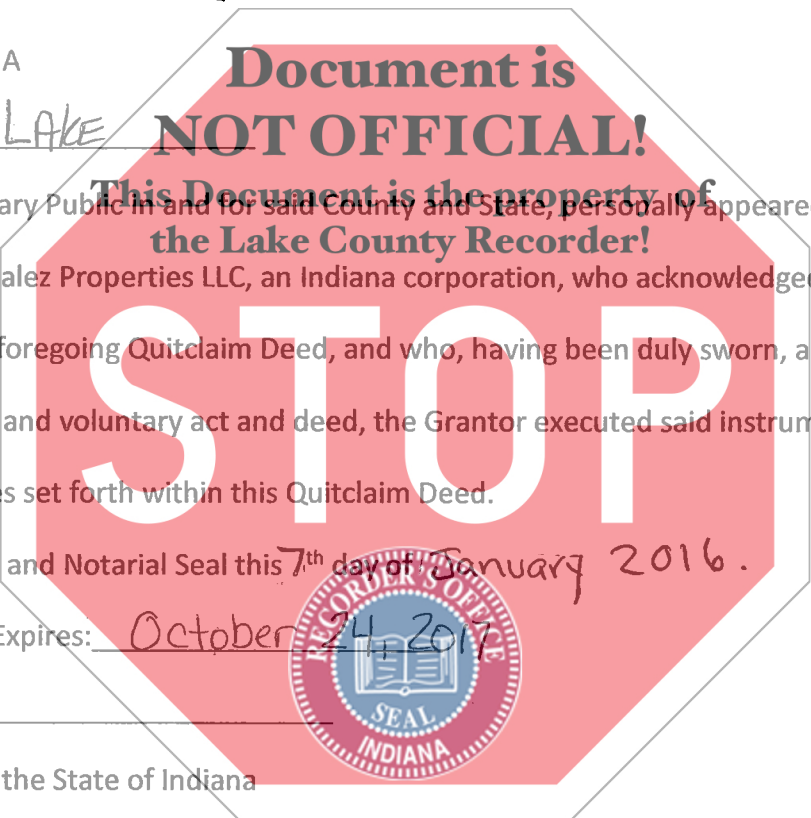 A
Document is
LAKE
NOT OFFICIAL!
This Document is the property of
ary Public in and for said County and State, personally appeare
the Lake County Recorder!
alez Properties LLC, an Indiana corporation, who acknowledged
STOP
foregoing Quitclaim Deed, and who, having been duly sworn, a
and voluntary act and deed, the Grantor executed said instrum
s set forth within this Quitclaim Deed.
and Notarial Seal this 7th day of January 2016.
RECORDER'S OFFICE
Expires: October 24, 2017
SEAL
INDIANA
the State of Indiana